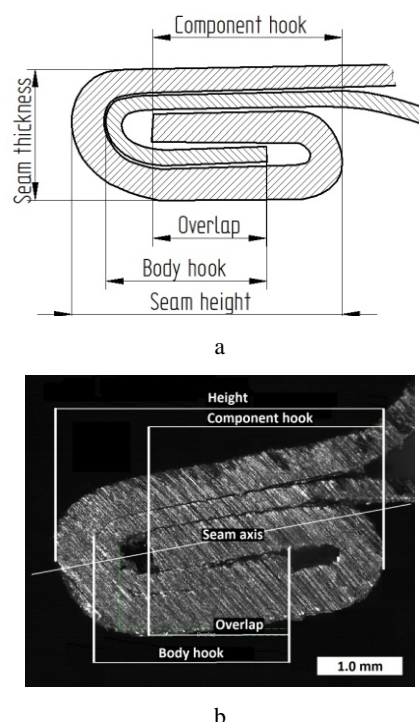 Component hook
Seam thickness
Overlap
Body hook
Seam height
a
Height
Component hook
Seam axis
Overlap
Overlap
Body hook
1.0 mm
b